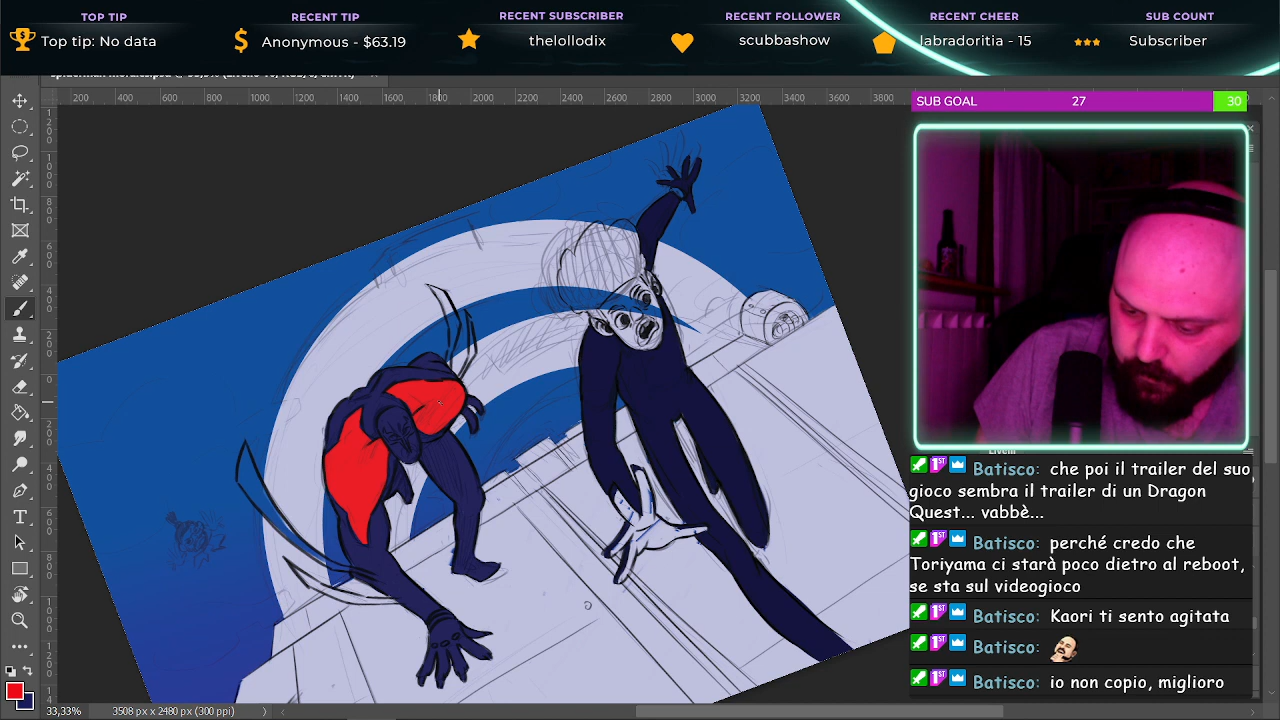 TOP TIP
Top tip: No data
RECENT TIP
Anonymous - $63.19
RECENT SUBSCRIBER
thelollodix
RECENT FOLLOWER
scubbashow
RECENT CHEER
labradoritia - 15
SUB COUNT
Subscriber
200 400 600 800 1000 1200 1400 1600 1800 2000 2200 2400 2600 2800 3000 3200 3400 3600 3800
SUB GOAL 27 30
Livelli
Batisco: che poi il trailer del suo
gioco sembra il trailer di un Dragon
Quest... vabbè...
Batisco: perché credo che
Toriyama ci starà poco dietro al reboot,
se sta sul videogioco
Batisco: Kaori ti sento agitata
Batisco:
Batisco: io non copio, miglioro
33,33% 3508 px x 2480 px (300 ppi)